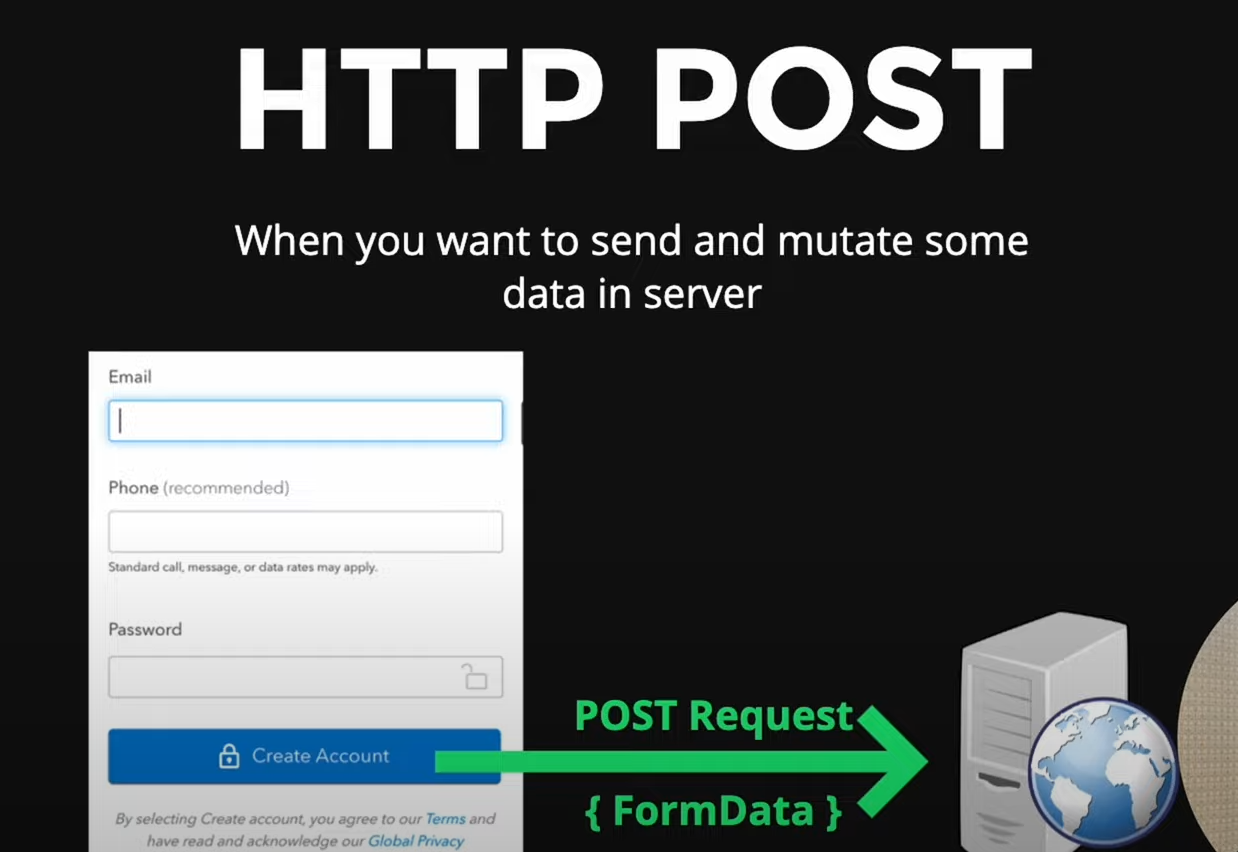 HTTP POST
When you want to send and mutate some
data in server
Email
Phone (recommended)
Standard call, message, or data rates may apply.
Password
Create Account
POST Request
{ FormData }
By selecting Create account, you agree to our Terms and
have read and acknowledge our Global Privacy